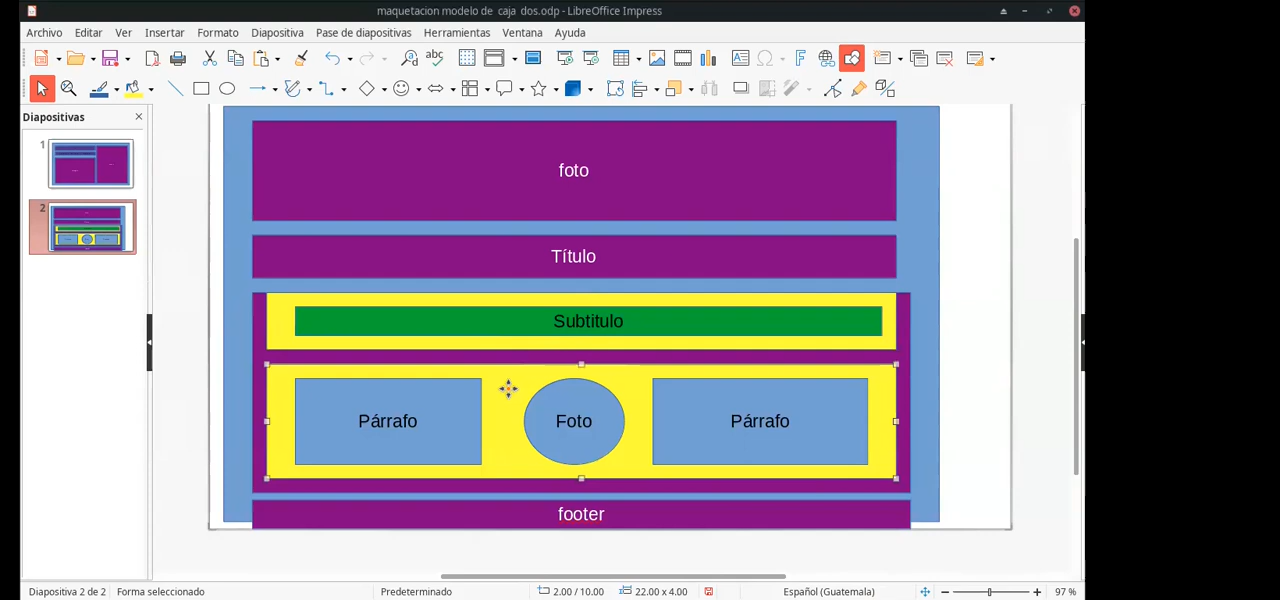 maquetacion modelo de caja dos.odp - LibreOffice Impress
Archivo Editar Ver Insertar Formato Diapositiva Pase de diapositivas Herramientas Ventana Ayuda
Diapositivas
1
2
foto
Título
Subtitulo
Párrafo
Foto
Párrafo
footer
Diapositiva 2 de 2
Forma seleccionado
Predeterminado
2.00 / 10.00
22.00 x 4.00
Español (Guatemala)
97 %